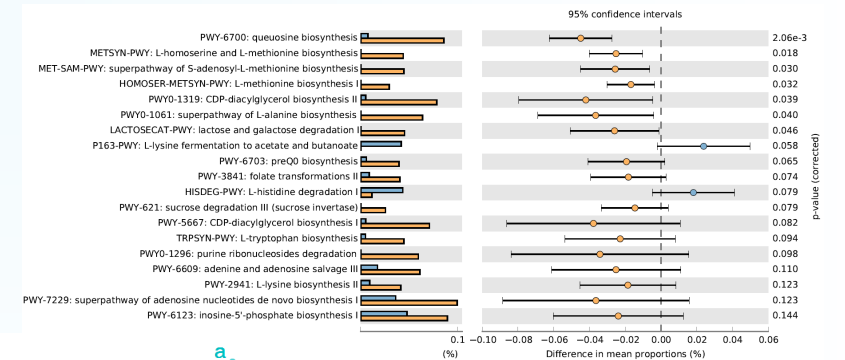 95% confidence intervals
PWY-6700: queuosine biosynthesis 2.06e-3
METSYN-PWY: L-homoserine and L-methionine biosynthesis 0.018
MET-SAM-PWY: superpathway of S-adenosyl-L-methionine biosynthesis 0.030
HOMOSER-METSYN-PWY: L-methionine biosynthesis I 0.032
PWY0-1319: CDP-diacylglycerol biosynthesis II 0.039
PWY0-1061: superpathway of L-alanine biosynthesis 0.040
LACTOSECAT-PWY: lactose and galactose degradation I 0.046
P163-PWY: L-lysine fermentation to acetate and butanoate 0.058
PWY-6703: preQ0 biosynthesis 0.065
PWY-3841: folate transformations II 0.074
HISDEG-PWY: L-histidine degradation I 0.079
PWY-621: sucrose degradation III (sucrose invertase) 0.079
PWY-5667: CDP-diacylglycerol biosynthesis I 0.082
TRPSYN-PWY: L-tryptophan biosynthesis 0.094
PWY0-1296: purine ribonucleosides degradation 0.098
PWY-6609: adenine and adenosine salvage III 0.110
PWY-2941: L-lysine biosynthesis II 0.123
PWY-7229: superpathway of adenosine nucleotides de novo biosynthesis I 0.123
PWY-6123: inosine-5'-phosphate biosynthesis I 0.144
p-value (corrected)
0.1 −0.10 −0.08 −0.06 −0.04 −0.02 0.00 0.02 0.04 0.06
(%) Difference in mean proportions (%)